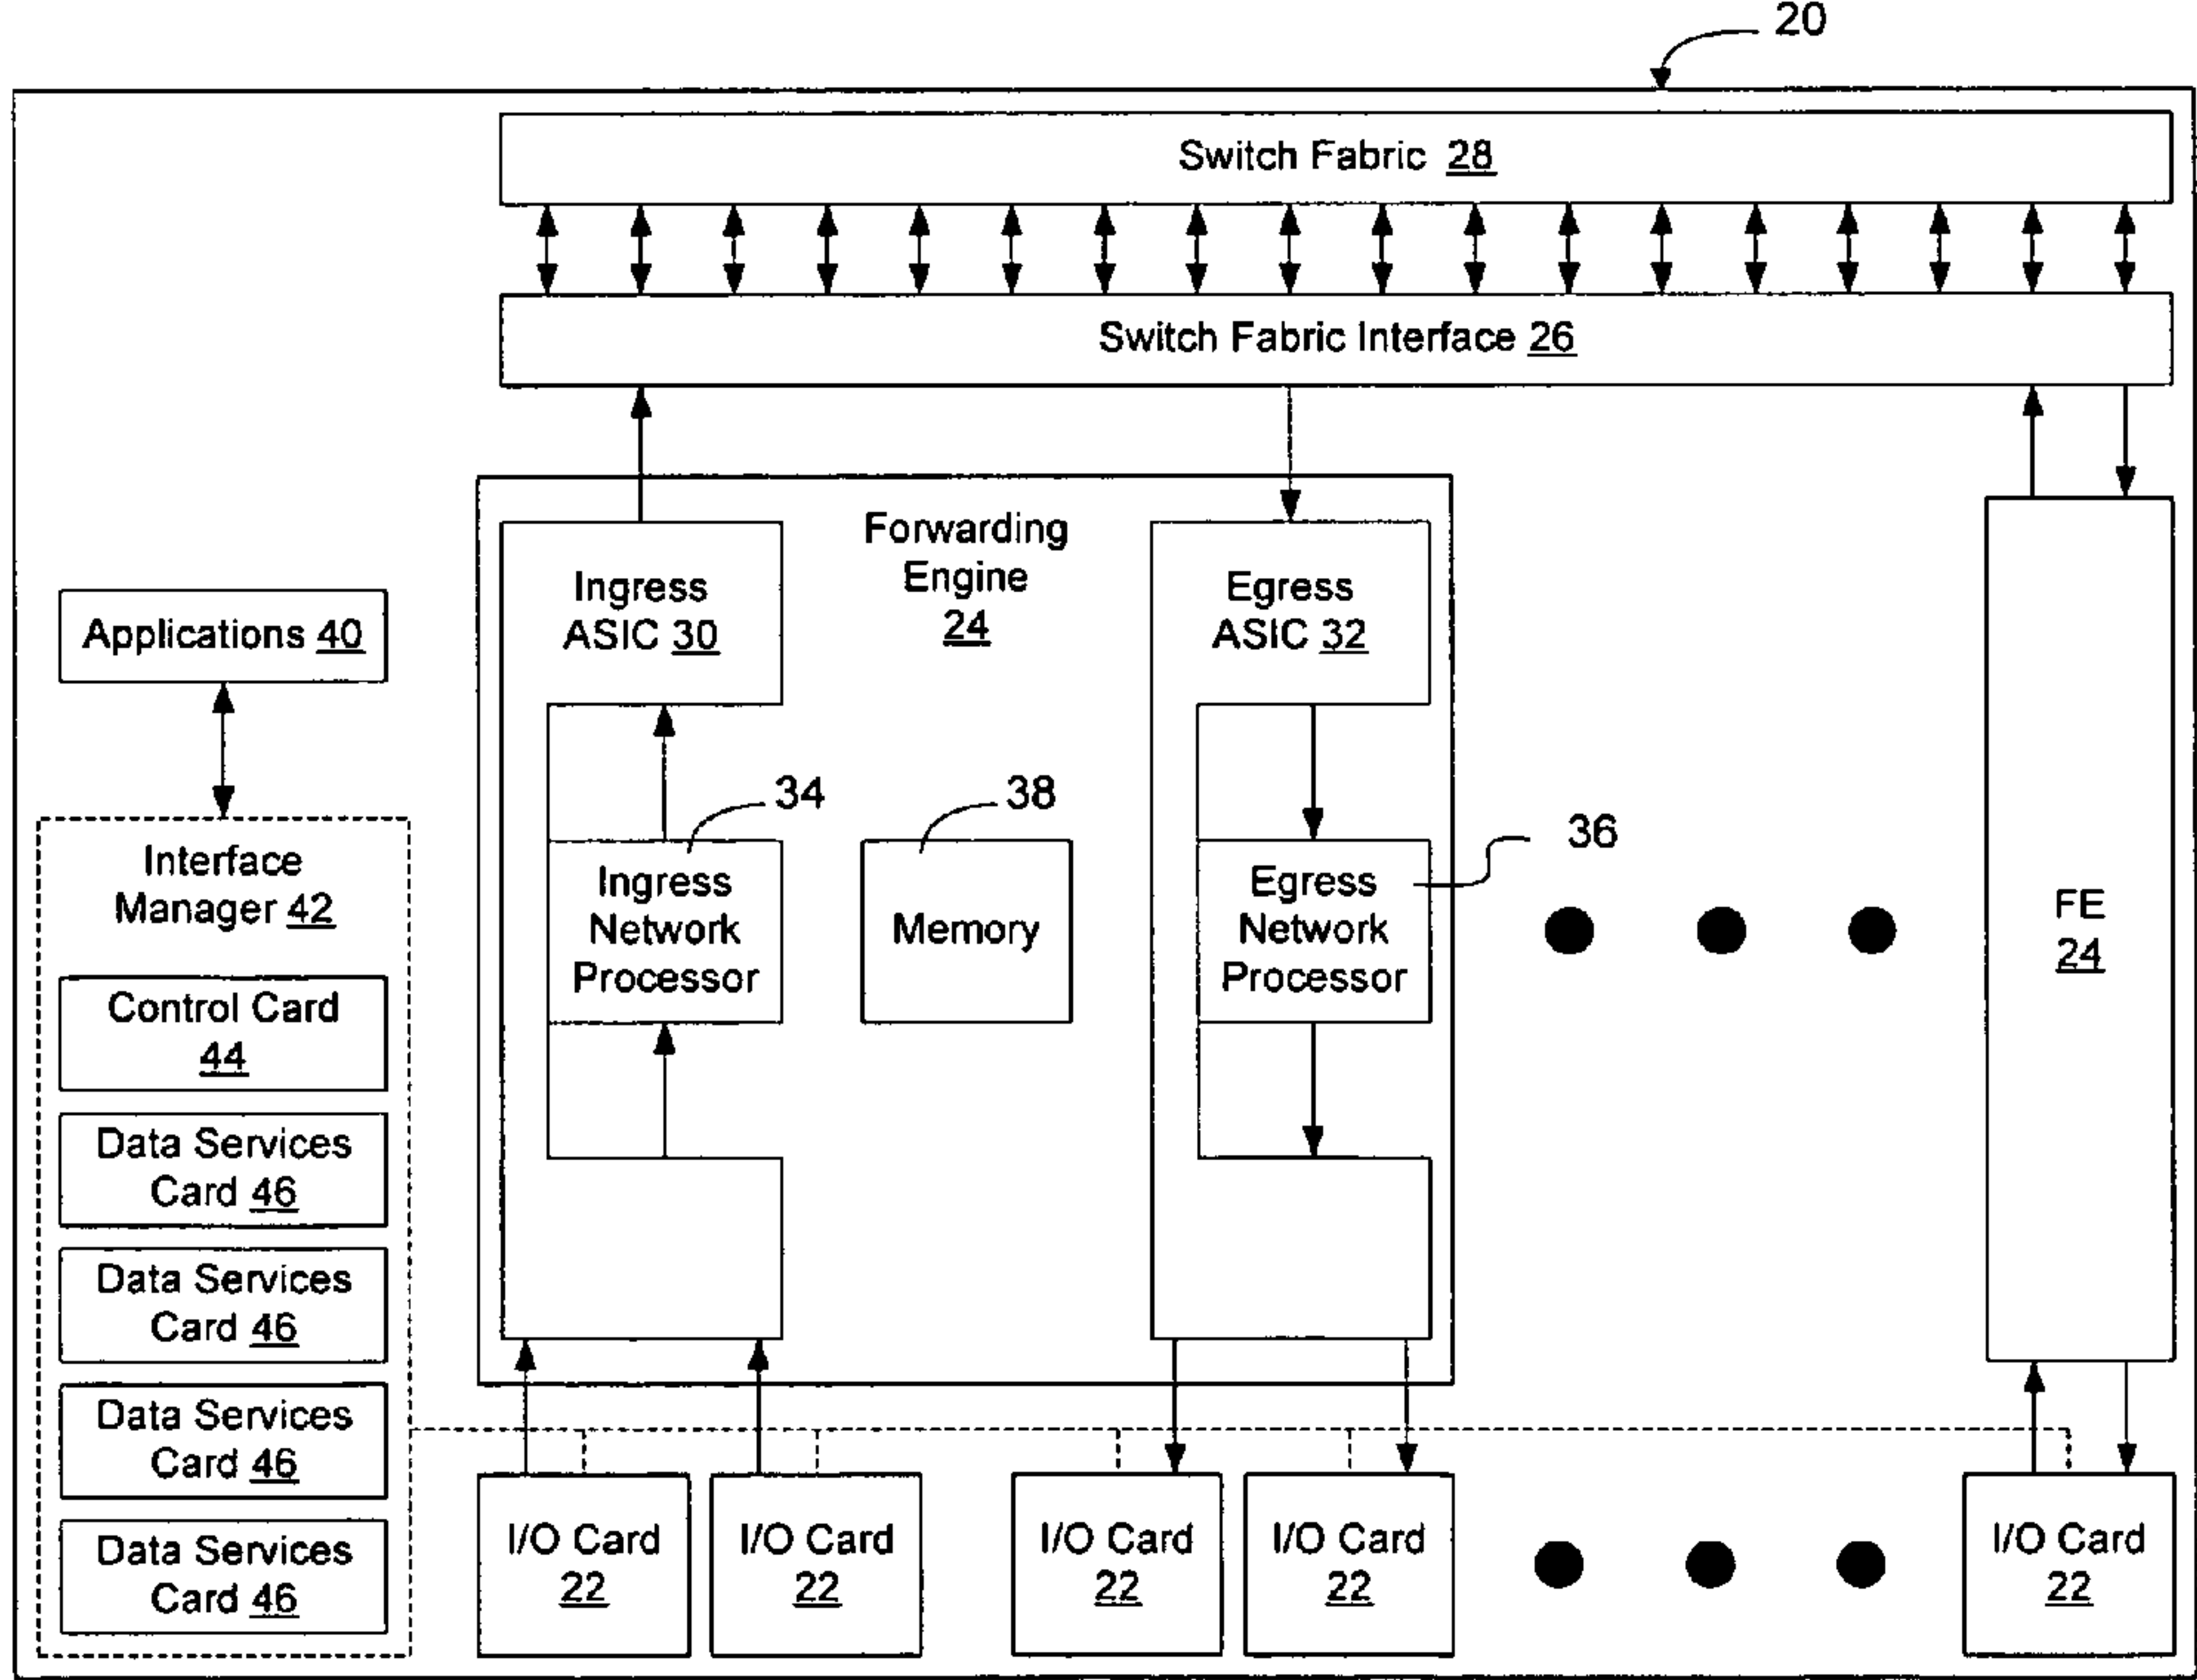 20
Switch Fabric 28
Switch Fabric Interface 26
Forwarding
Engine
24
Ingress
ASIC 30
Egress
ASIC 32
Applications 40
34
38
36
Interface
Manager 42
Ingress
Network
Processor
Memory
Egress
Network
Processor
FE
24
Control Card
44
Data Services
Card 46
Data Services
Card 46
Data Services
Card 46
Data Services
Card 46
I/O Card
22
I/O Card
22
I/O Card
22
I/O Card
22
I/O Card
22